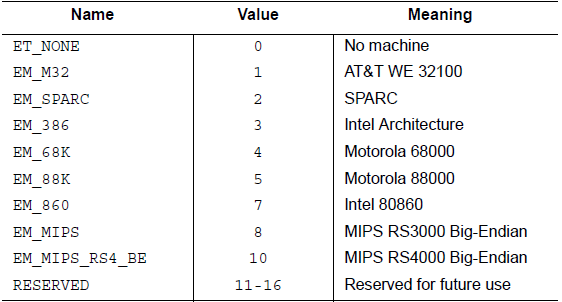 Name Value Meaning
ET_NONE 0 No machine
EM_M32 1 AT&T WE 32100
EM_SPARC 2 SPARC
EM_386 3 Intel Architecture
EM_68K 4 Motorola 68000
EM_88K 5 Motorola 88000
EM_860 7 Intel 80860
EM_MIPS 8 MIPS RS3000 Big-Endian
EM_MIPS_RS4_BE 10 MIPS RS4000 Big-Endian
RESERVED 11-16 Reserved for future use